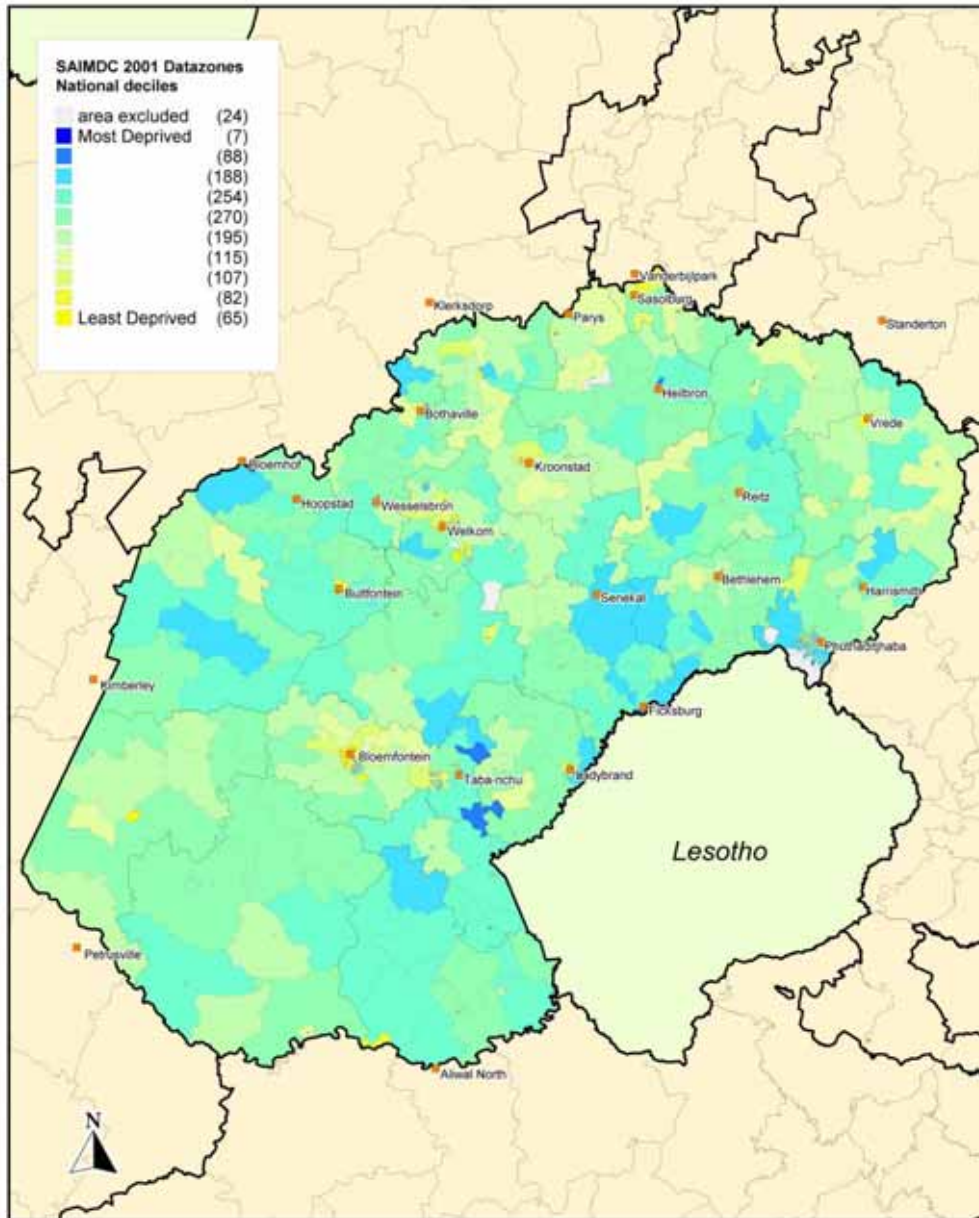 SAIMDC 2001 Datazones
National deciles
area excluded (24)
Most Deprived (7)
(88)
(188)
(254)
(270)
(195)
(115)
(107)
(82)
Least Deprived (65)
Vanderbijlpark
Klerksdorp
Sasolburg
Parys
Standerton
Heilbron
Bothaville
Vrede
Bloemhof
Kroonstad
Hoopstad
Wesselsbron
Reitz
Welkom
Bultfontein
Bethlehem
Senekal
Harrismith
Phuthaditjhaba
Kimberley
Ficksburg
Bloemfontein
Taba-nchu
Ladybrand
Lesotho
Petrusville
Aliwal North
N